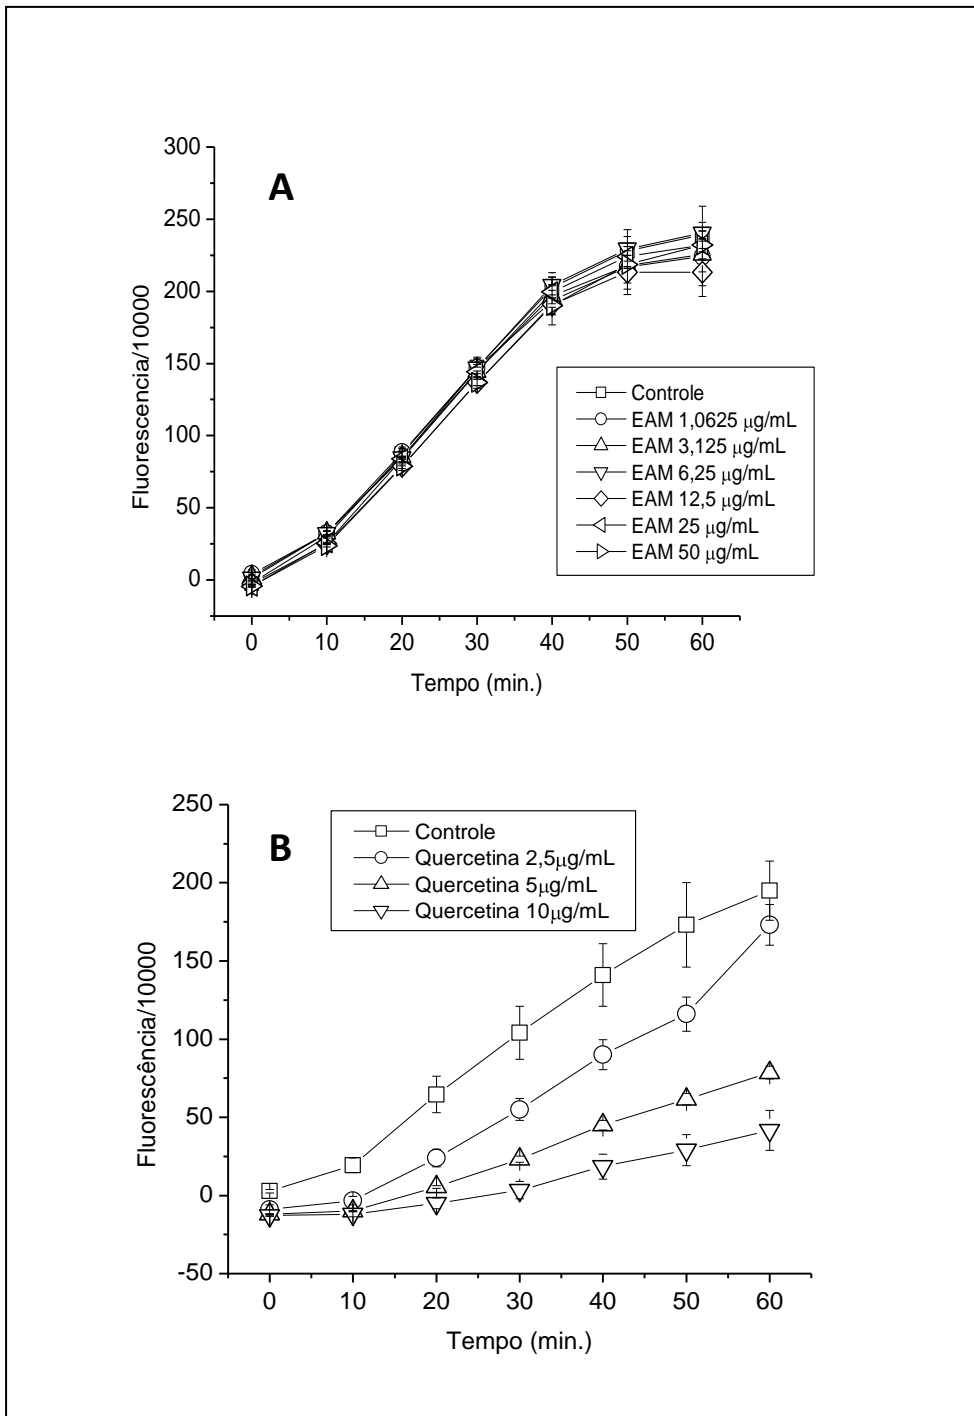 A
300
250
200
150
100
50
0
Fluorescencia/10000
Controle
EAM 1,0625 μg/mL
EAM 3,125 μg/mL
EAM 6,25 μg/mL
EAM 12,5 μg/mL
EAM 25 μg/mL
EAM 50 μg/mL
0 10 20 30 40 50 60
Tempo (min.)
B
250
200
150
100
50
0
-50
Fluorescência/10000
Controle
Quercetina 2,5μg/mL
Quercetina 5μg/mL
Quercetina 10μg/mL
0 10 20 30 40 50 60
Tempo (min.)